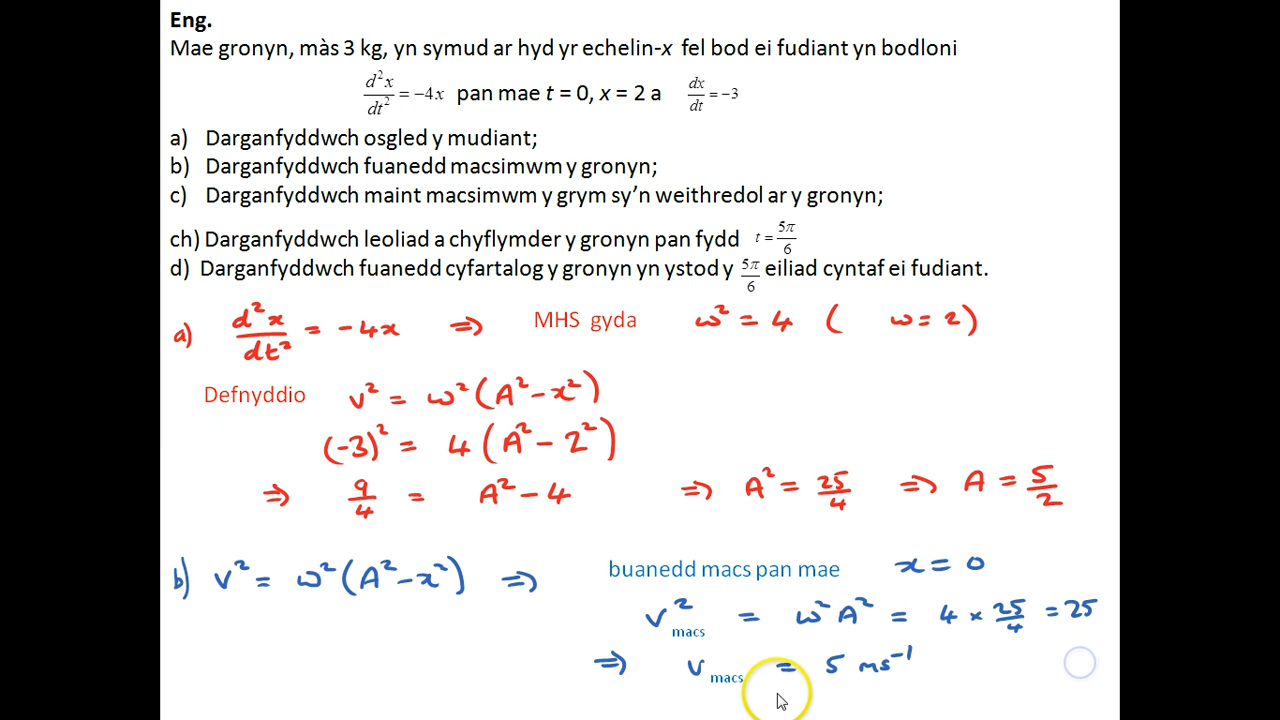 Eng.
Mae gronyn, màs 3 kg, yn symud ar hyd yr echelin-x fel bod ei fudiant yn bodloni
d²x/dt² = −4x pan mae t = 0, x = 2 a dx/dt = −3
a) Darganfyddwch osgled y mudiant;
b) Darganfyddwch fuanedd macsimwm y gronyn;
c) Darganfyddwch maint macsimwm y grym sy’n weithredol ar y gronyn;
ch) Darganfyddwch leoliad a chyflymder y gronyn pan fydd t = 5π/6
d) Darganfyddwch fuanedd cyfartalog y gronyn yn ystod y 5π/6 eiliad cyntaf ei fudiant.
a) d²x/dt² = −4x ⇒ MHS gyda ω² = 4 ( ω = 2 )
Defnyddio v² = ω²(A² − x²)
(−3)² = 4(A² − 2²)
⇒ 9/4 = A² − 4 ⇒ A² = 25/4 ⇒ A = 5/2
b) v² = ω²(A² − x²) ⇒ buanedd macs pan mae x = 0
v²macs = ω²A² = 4 × 25/4 = 25
⇒ v macs = 5 ms⁻¹